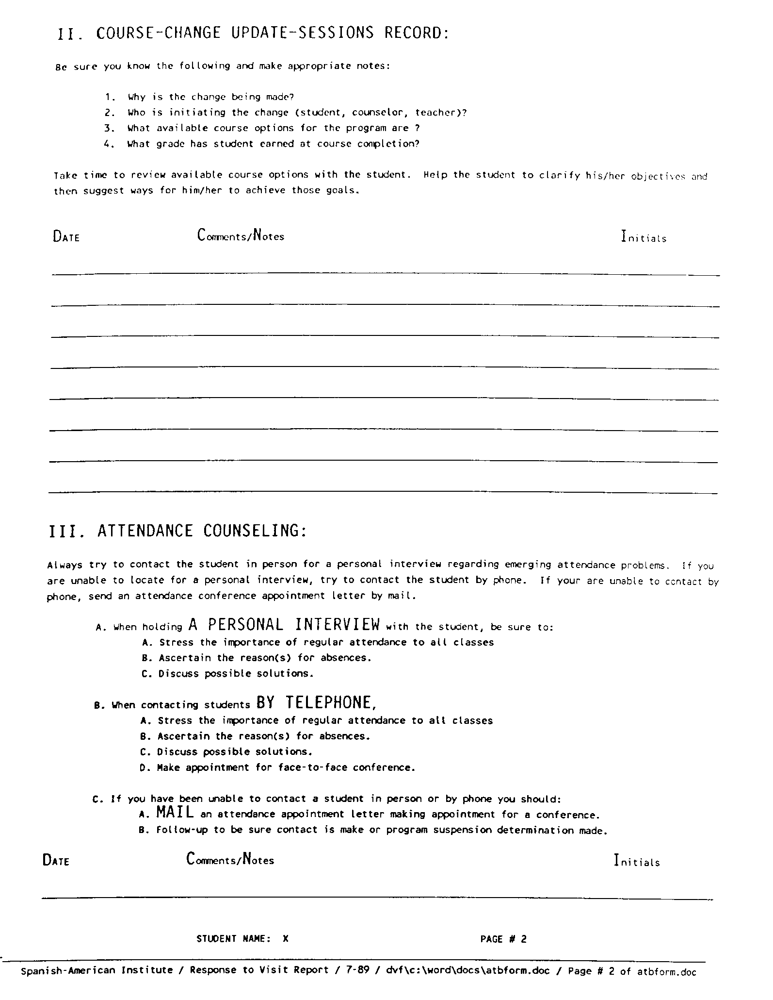 II. COURSE-CHANGE UPDATE-SESSIONS RECORD:
Be sure you know the following and make appropriate notes:
1. Why is the change being made?
2. Who is initiating the change (student, counselor, teacher)?
3. What available course options for the program are ?
4. What grade has student earned at course completion?
Take time to review available course options with the student. Help the student to clarify his/her objectives and
then suggest ways for him/her to achieve those goals.
DATE Comments/Notes Initials
III. ATTENDANCE COUNSELING:
Always try to contact the student in person for a personal interview regarding emerging attendance problems. If you
are unable to locate for a personal interview, try to contact the student by phone. If your are unable to contact by
phone, send an attendance conference appointment letter by mail.
A. When holding A PERSONAL INTERVIEW with the student, be sure to:
A. Stress the importance of regular attendance to all classes
B. Ascertain the reason(s) for absences.
C. Discuss possible solutions.
B. When contacting students BY TELEPHONE,
A. Stress the importance of regular attendance to all classes
B. Ascertain the reason(s) for absences.
C. Discuss possible solutions.
D. Make appointment for face-to-face conference.
C. If you have been unable to contact a student in person or by phone you should:
A. MAIL an attendance appointment letter making appointment for a conference.
B. Follow-up to be sure contact is make or program suspension determination made.
DATE Comments/Notes Initials
STUDENT NAME: X PAGE # 2
Spanish-American Institute / Response to Visit Report / 7-89 / dvf\c:\word\docs\atbform.doc / Page # 2 of atbform.doc